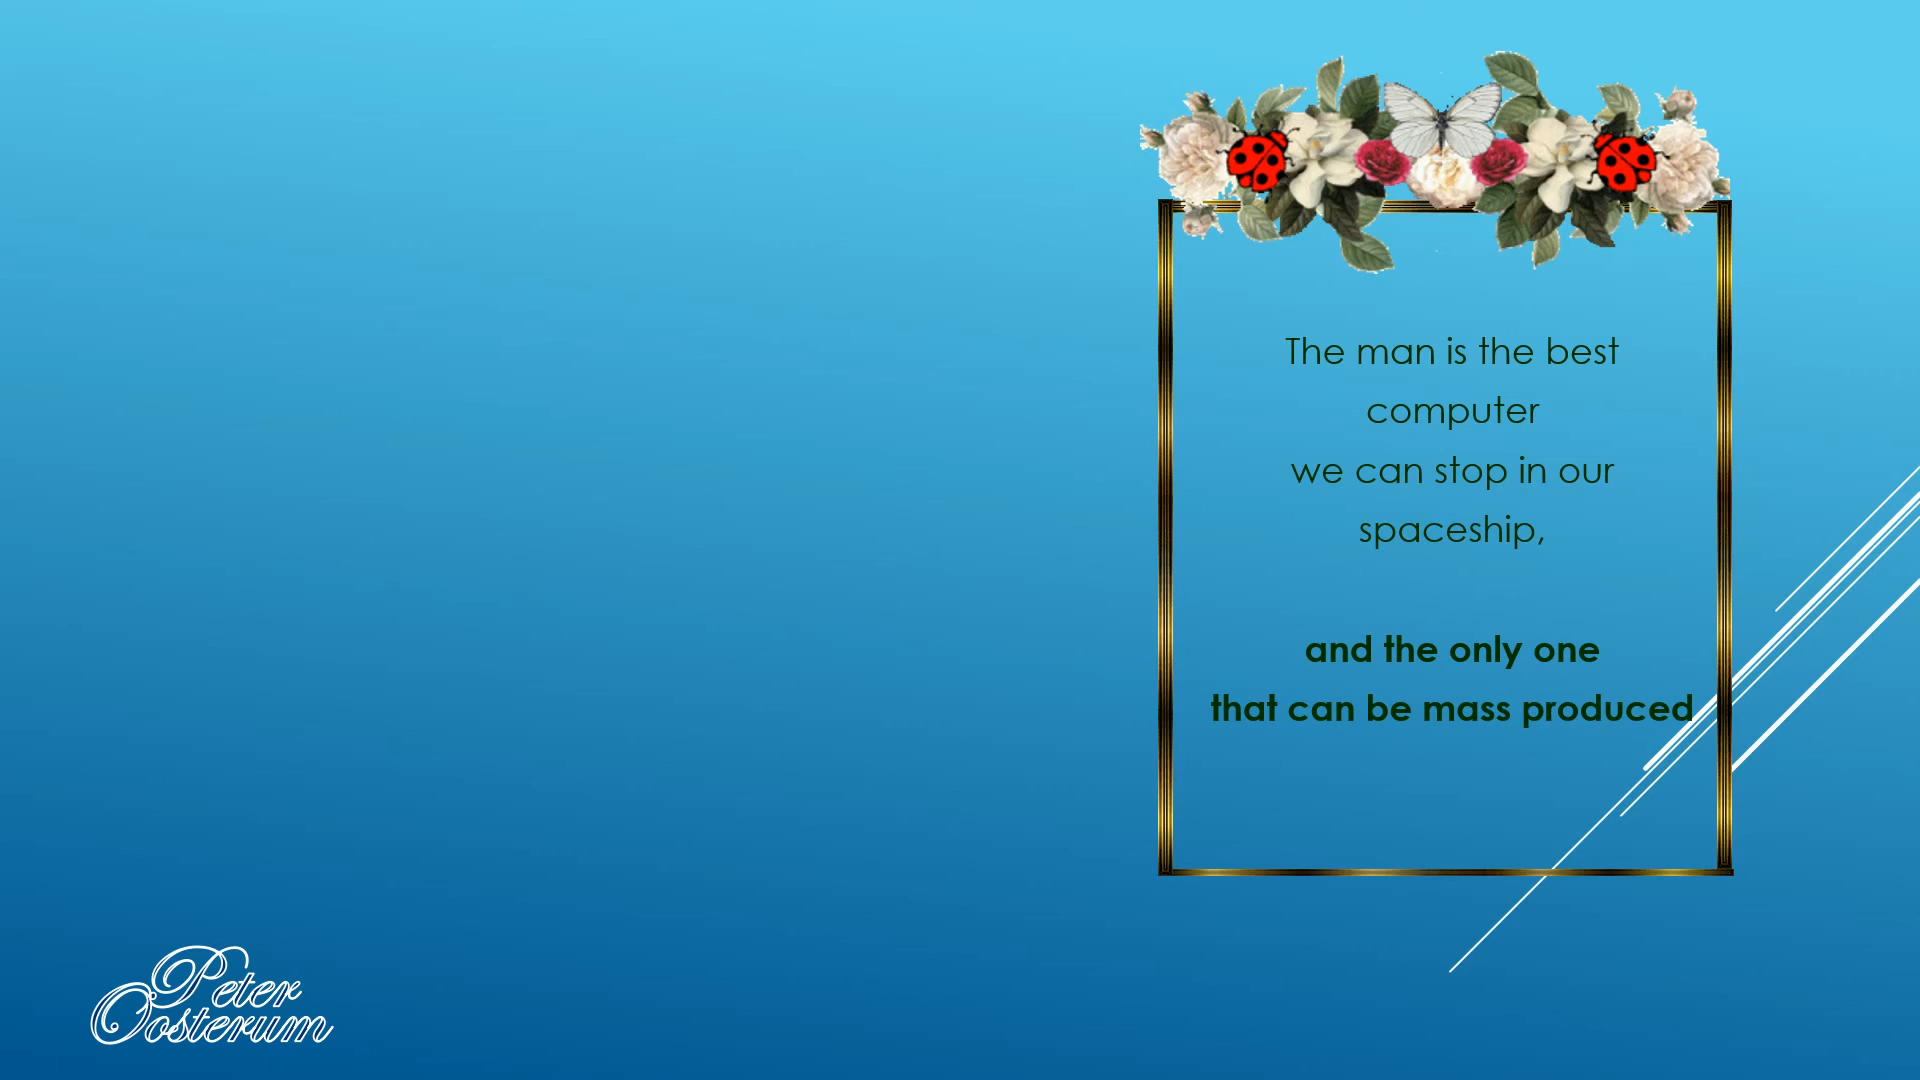 The man is the best
computer
we can stop in our
spaceship,
and the only one
that can be mass produced
Peter
Oosterum